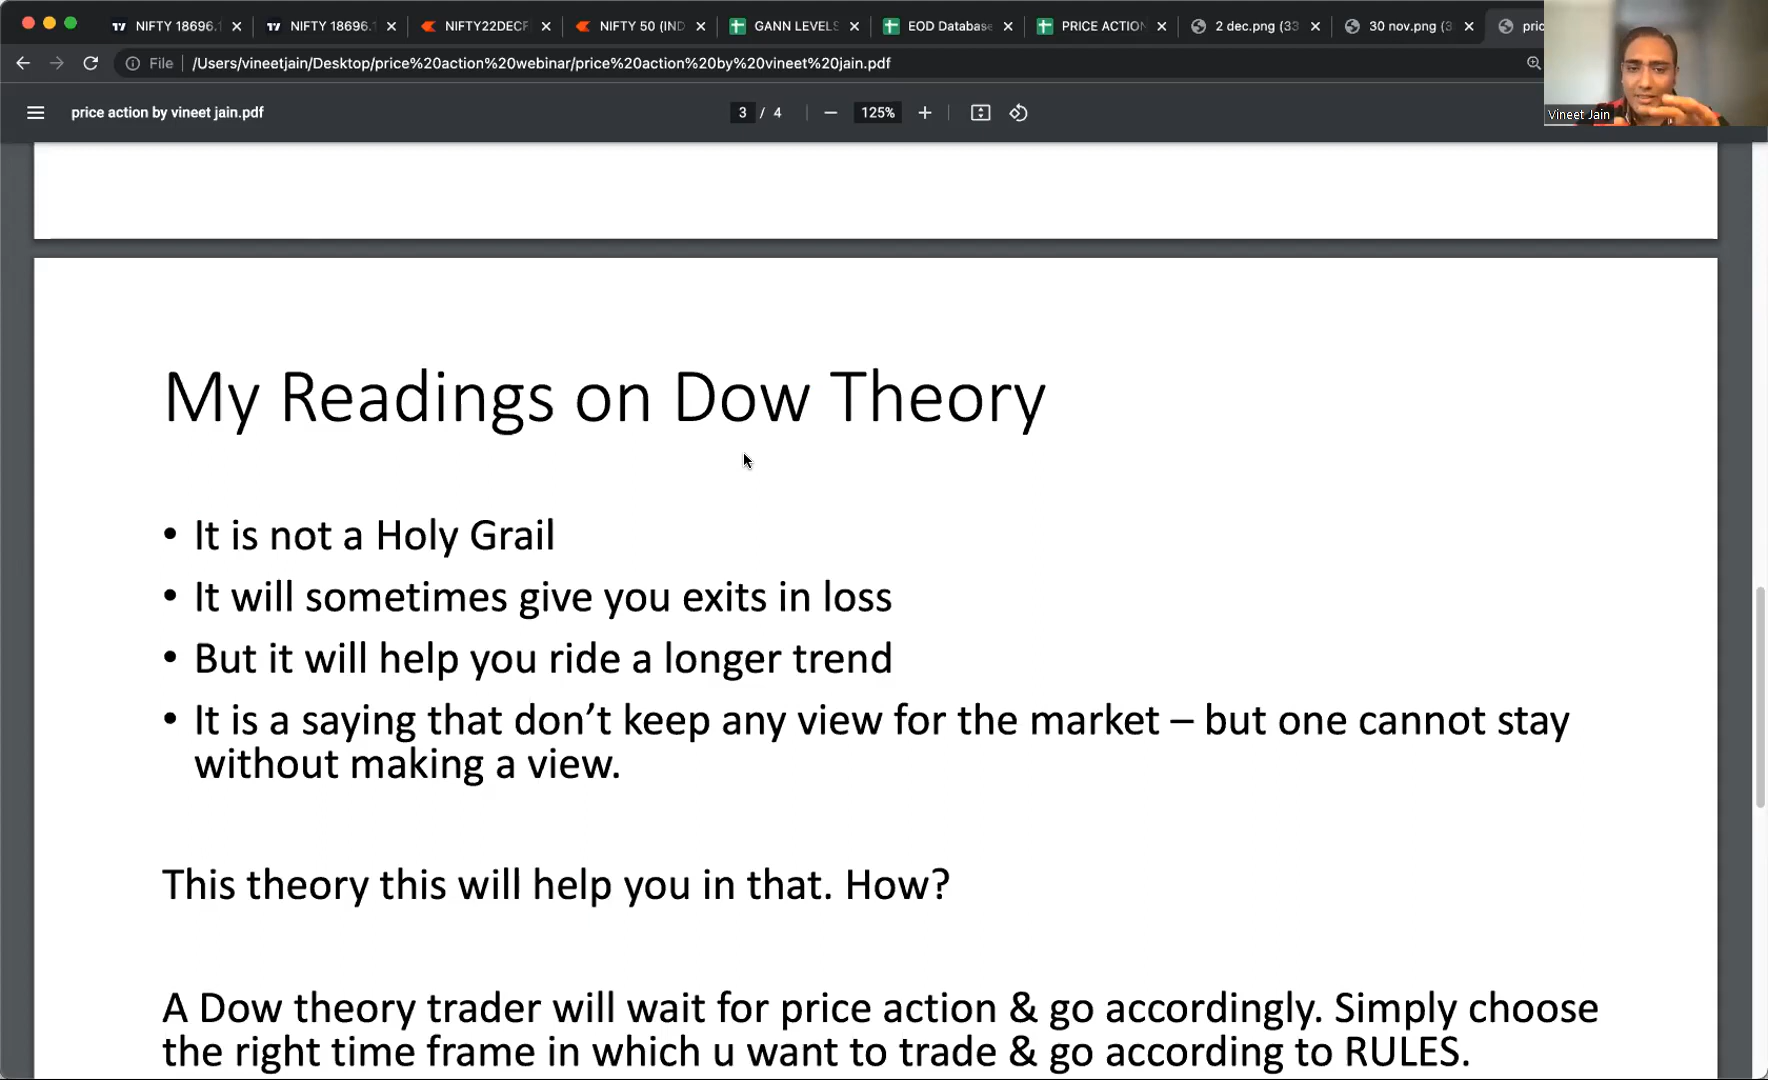 NIFTY 18696.
NIFTY 18696.
NIFTY22DECF
NIFTY 50 (IND
GANN LEVELS
EOD Database
PRICE ACTION
2 dec.png (33
30 nov.png (3
pric
File /Users/vineetjain/Desktop/price%20action%20webinar/price%20action%20by%20vineet%20jain.pdf
Vineet Jain
price action by vineet jain.pdf
3 / 4
125%
My Readings on Dow Theory
• It is not a Holy Grail
• It will sometimes give you exits in loss
• But it will help you ride a longer trend
• It is a saying that don’t keep any view for the market – but one cannot stay
without making a view.
This theory this will help you in that. How?
A Dow theory trader will wait for price action & go accordingly. Simply choose
the right time frame in which u want to trade & go according to RULES.